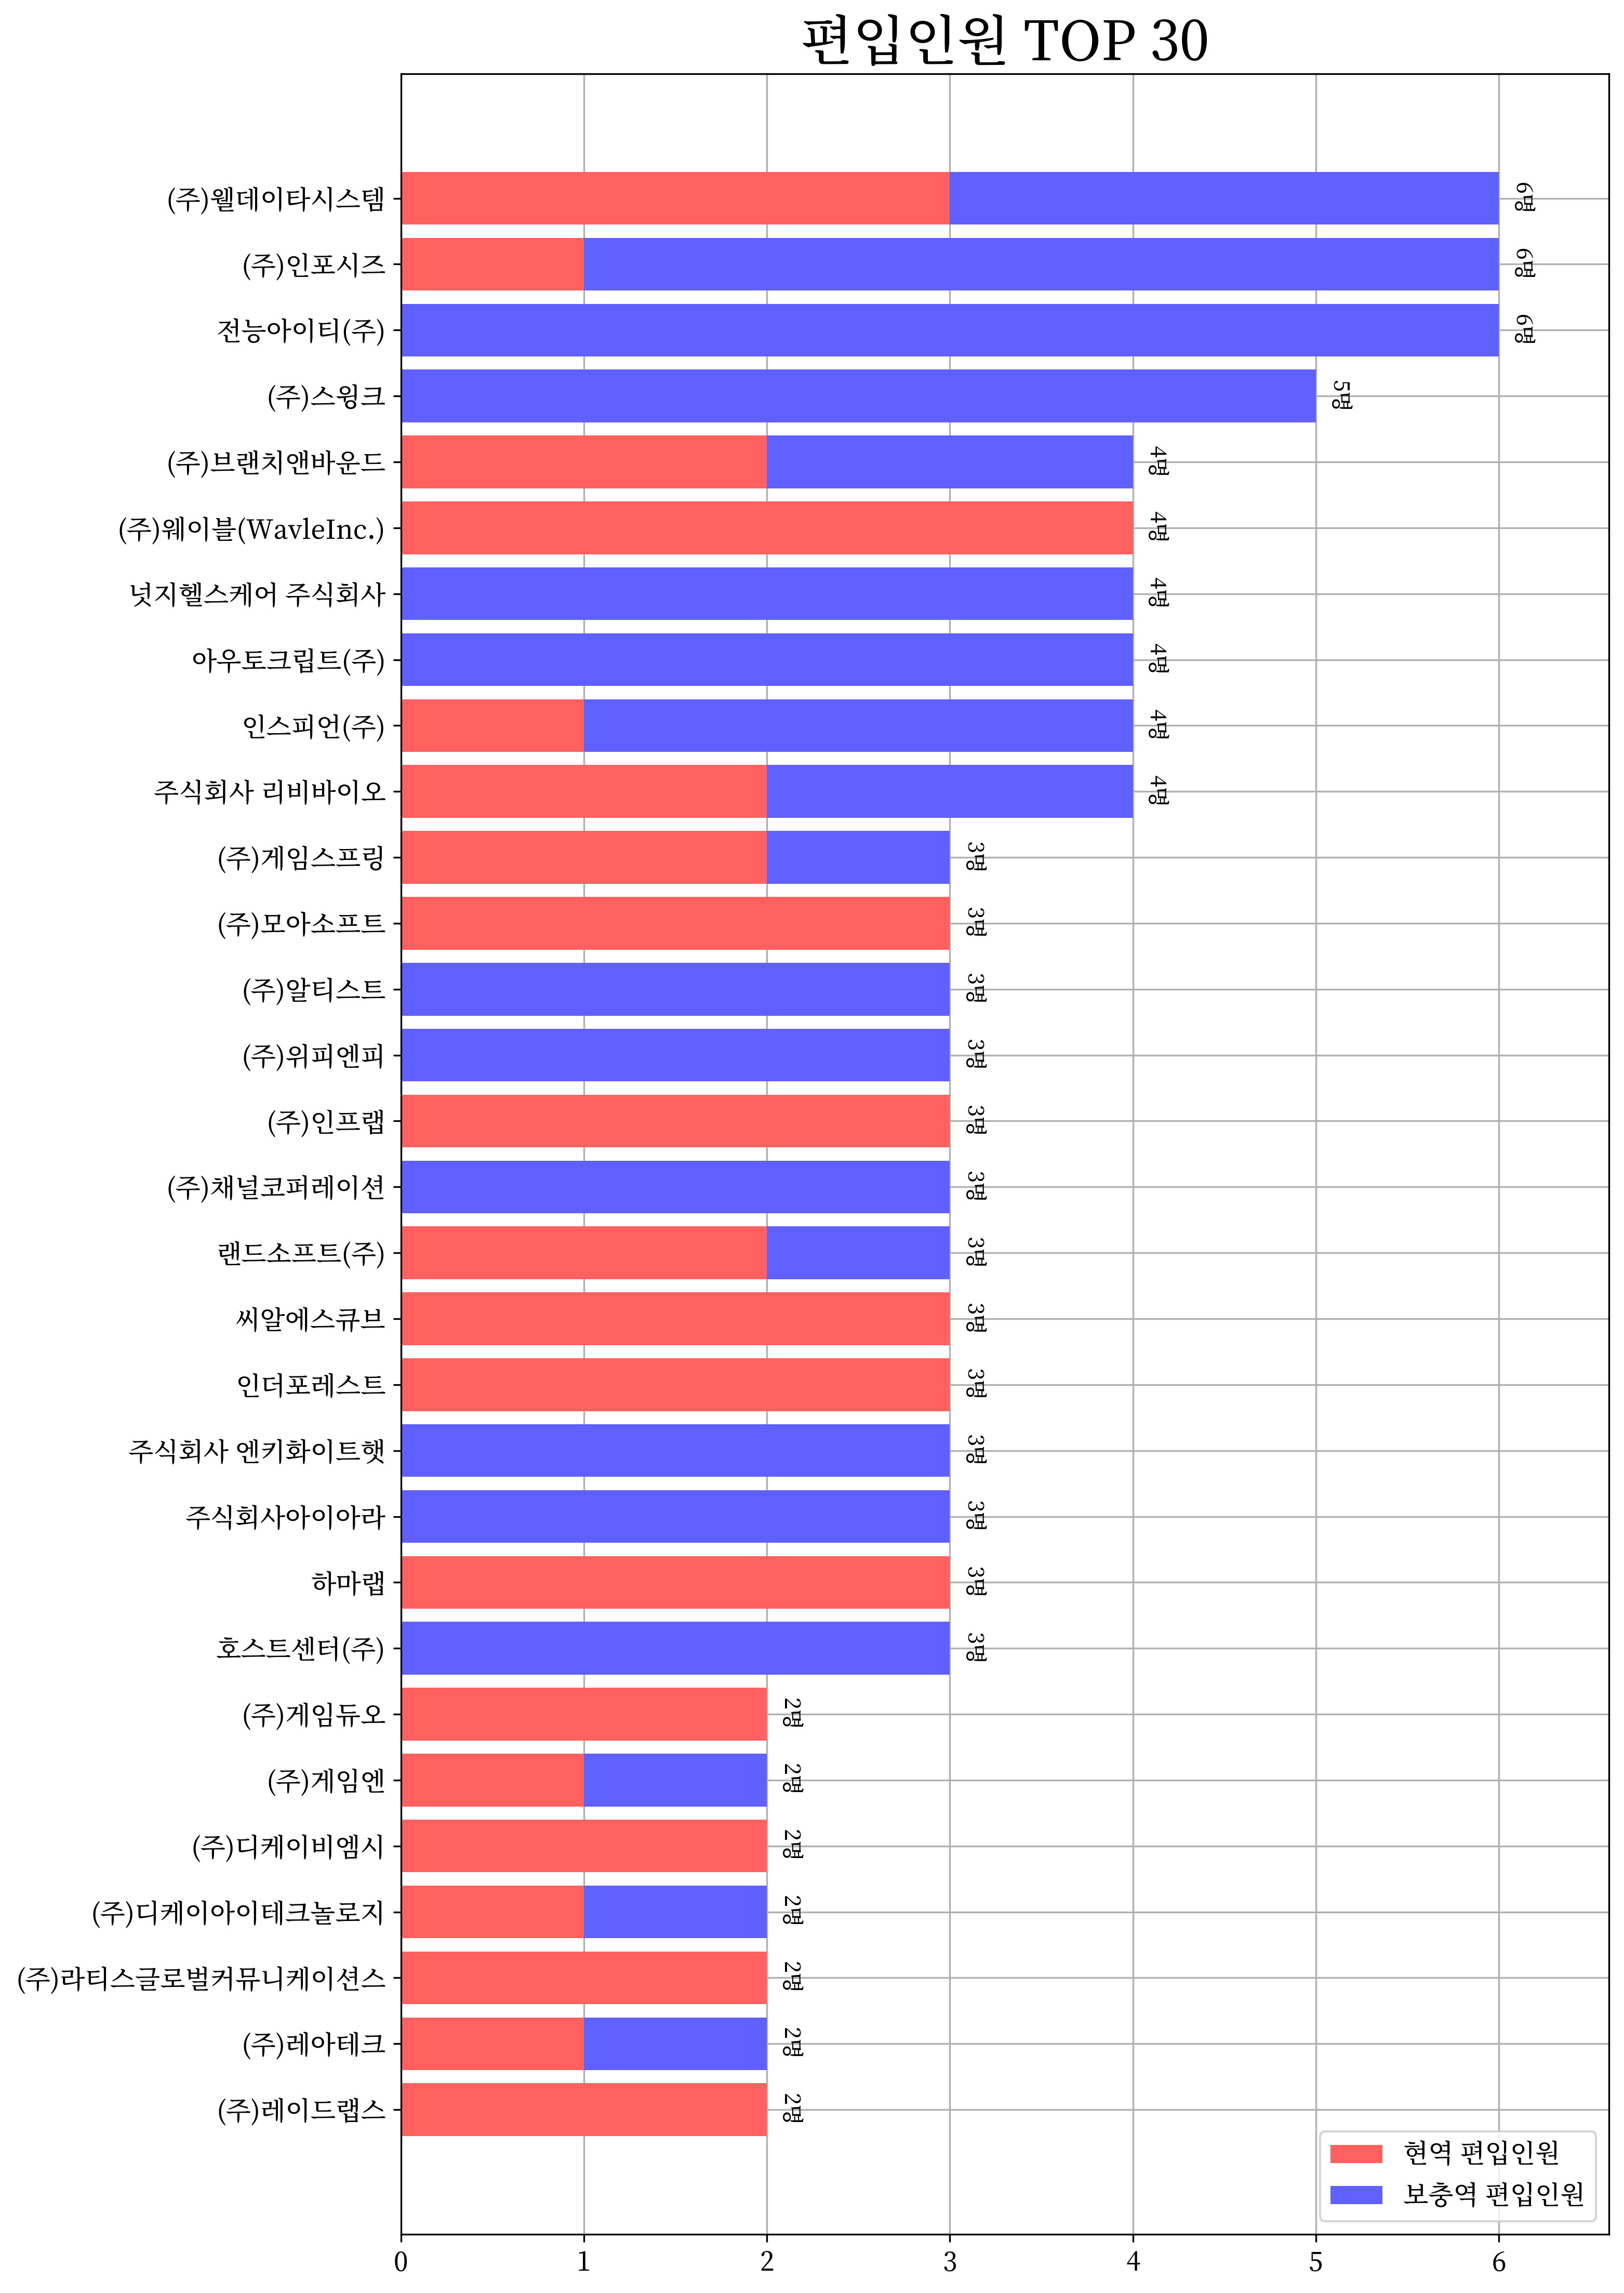 편입인원 TOP 30
(주)웰데이타시스템 6명
(주)인포시즈 6명
전능아이티(주) 6명
(주)스윙크 5명
(주)브랜치앤바운드 4명
(주)웨이블(WavleInc.) 4명
넛지헬스케어 주식회사 4명
아우토크립트(주) 4명
인스피언(주) 4명
주식회사 리비바이오 4명
(주)게임스프링 3명
(주)모아소프트 3명
(주)알티스트 3명
(주)위피엔피 3명
(주)인프랩 3명
(주)채널코퍼레이션 3명
랜드소프트(주) 3명
씨알에스큐브 3명
인더포레스트 3명
주식회사 엔키화이트햇 3명
주식회사아이아라 3명
하마랩 3명
호스트센터(주) 3명
(주)게임듀오 2명
(주)게임엔 2명
(주)디케이비엠시 2명
(주)디케이아이테크놀로지 2명
(주)라티스글로벌커뮤니케이션스 2명
(주)레아테크 2명
(주)레이드랩스 2명
현역 편입인원
보충역 편입인원
0 1 2 3 4 5 6